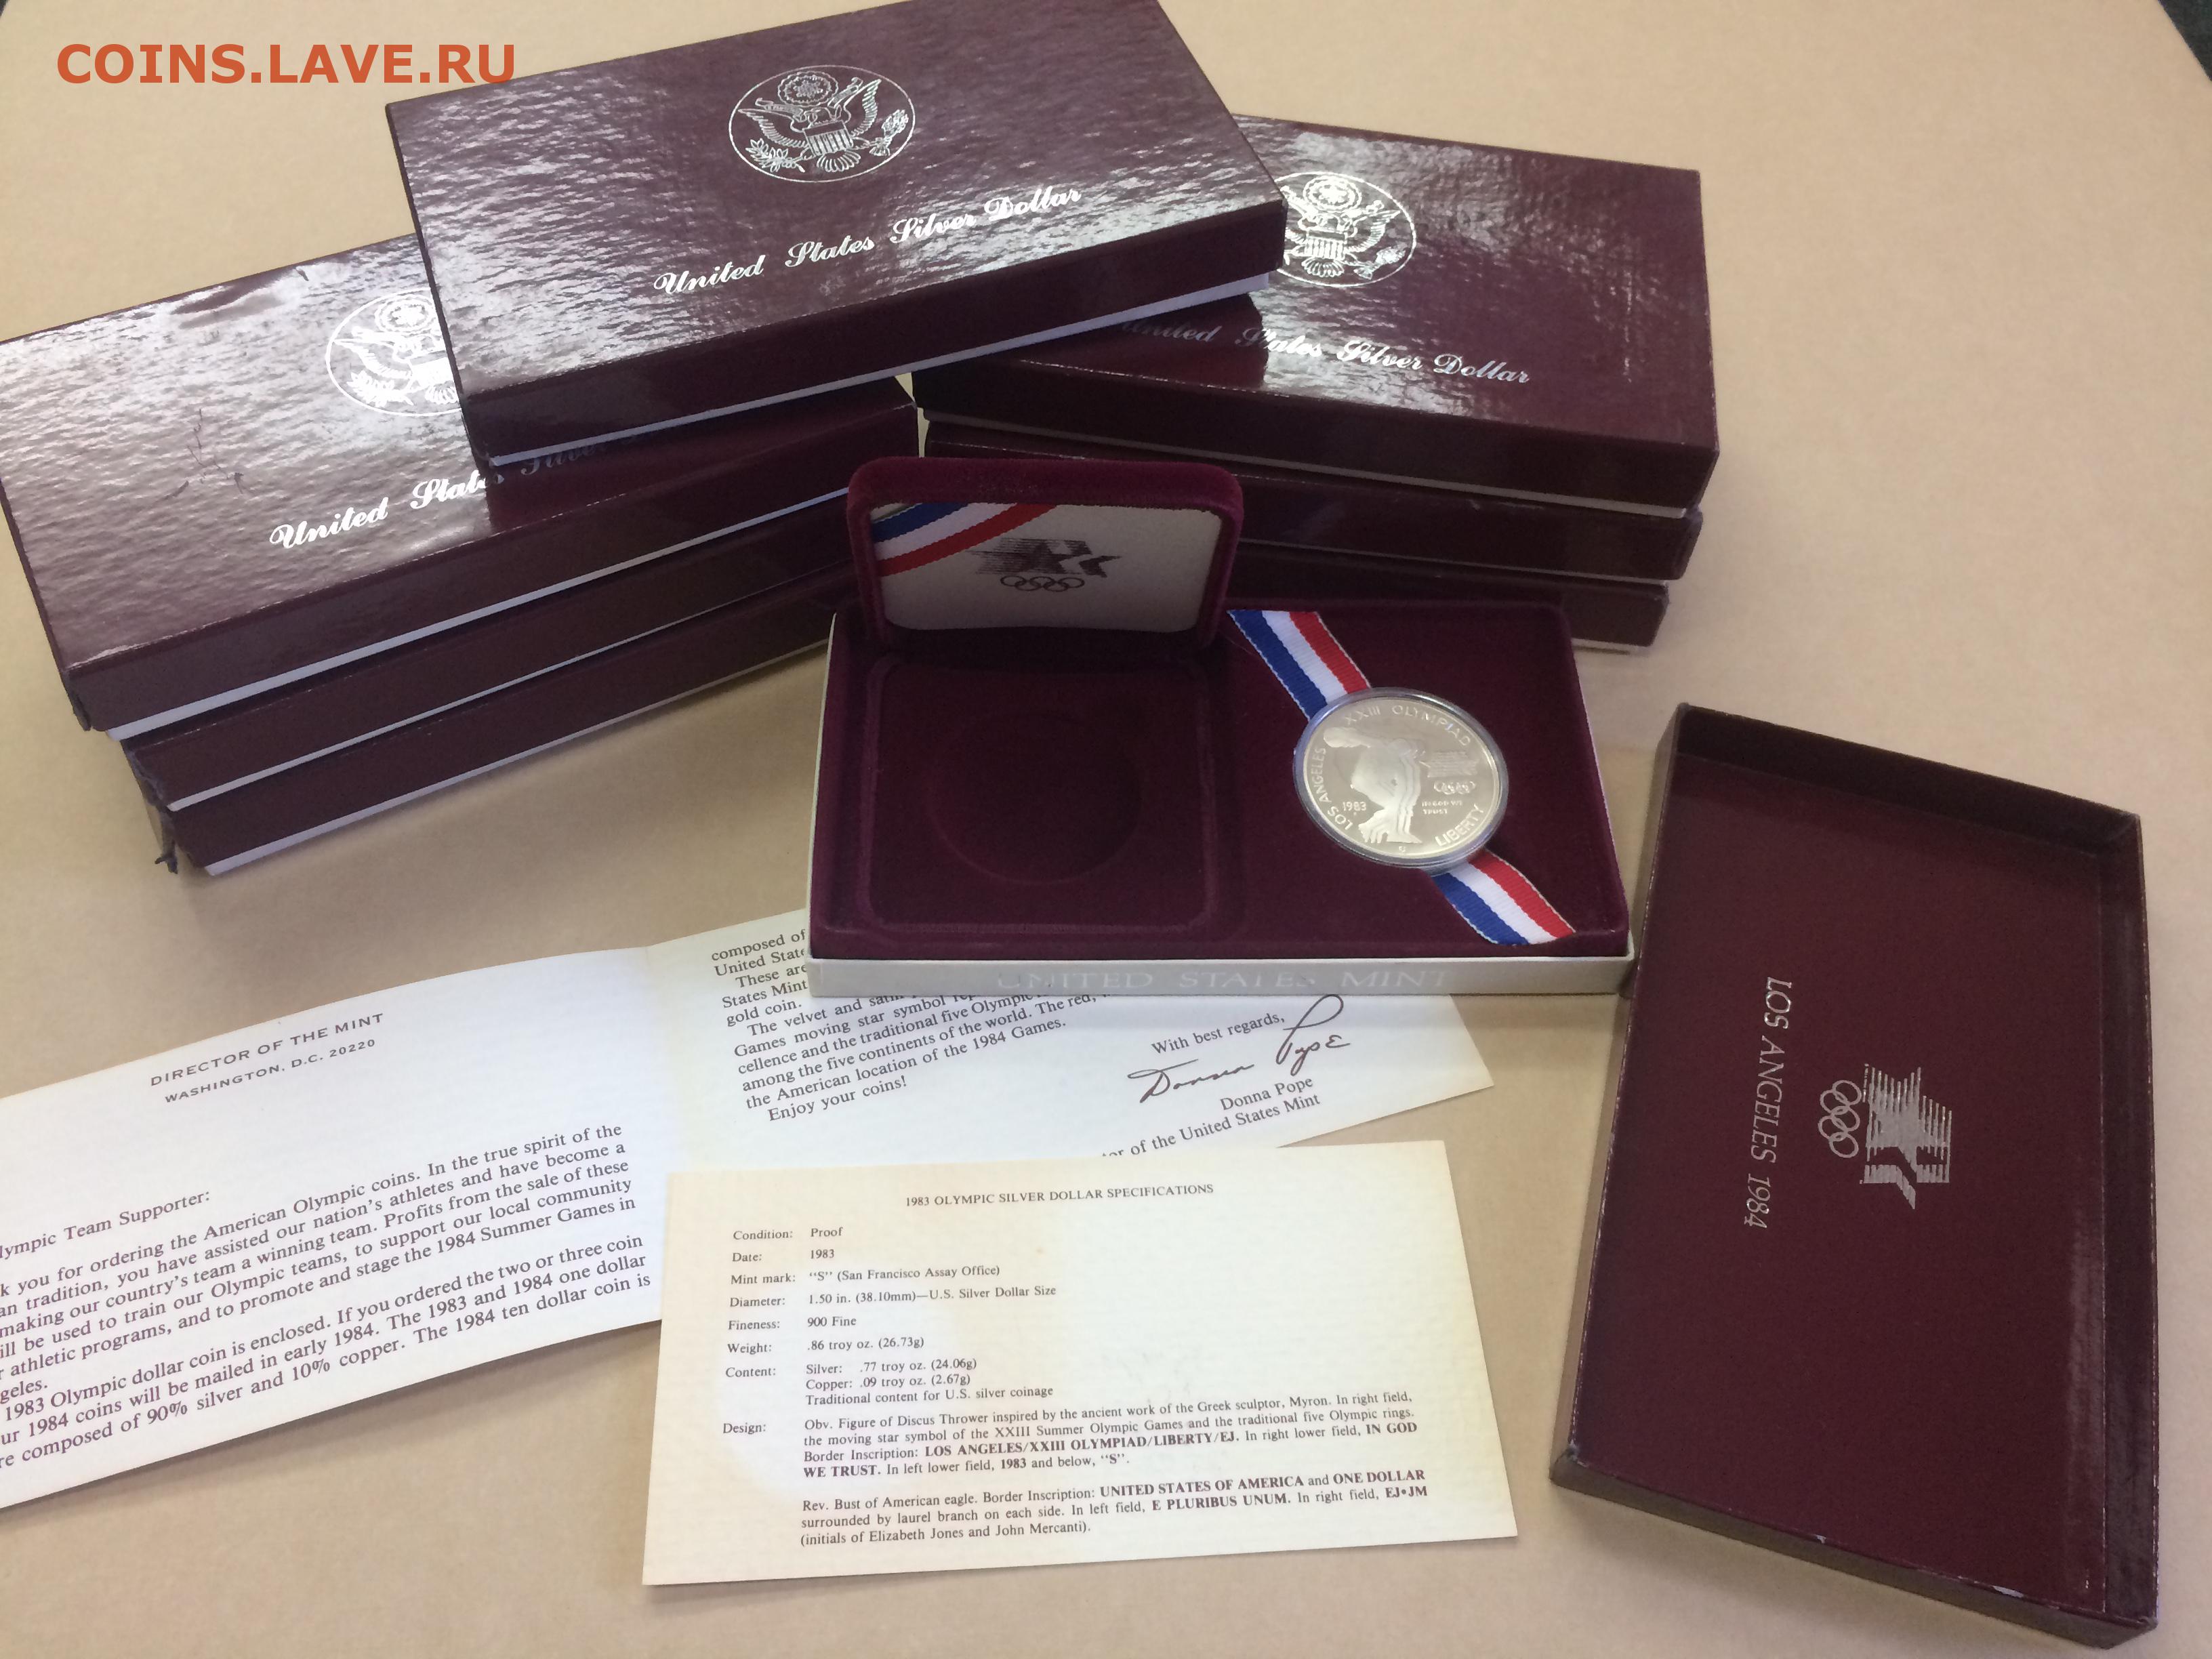 COINS.LAVE.RU
United States Silver Dollar
United States Silver Dollar
United States Silver
XXIII OLYMPIAD
LOS ANGELES
1983
IN GOD WE
TRUST
LIBERTY
S
UNITED STATES MINT
LOS ANGELES 1984
DIRECTOR OF THE MINT
WASHINGTON, D.C. 20220
lympic Team Supporter:
k you for ordering the American Olympic coins. In the true spirit of the
an tradition, you have assisted our nation's athletes and have become a
making our country's team a winning team. Profits from the sale of these
ill be used to train our Olympic teams, to support our local community
r athletic programs, and to promote and stage the 1984 Summer Games in
geles.
1983 Olympic dollar coin is enclosed. If you ordered the two or three coin
ur 1984 coins will be mailed in early 1984. The 1983 and 1984 one dollar
re composed of 90% silver and 10% copper. The 1984 ten dollar coin is
composed of
United State
These are
States Mint
gold coin.
The velvet and satin
Games moving star symbol rep
cellence and the traditional five Olympic
among the five continents of the world. The red,
the American location of the 1984 Games.
Enjoy your coins!
With best regards,
Donna Pope
Donna Pope
or of the United States Mint
1983 OLYMPIC SILVER DOLLAR SPECIFICATIONS
Condition: Proof
Date: 1983
Mint mark: "S" (San Francisco Assay Office)
Diameter: 1.50 in. (38.10mm)—U.S. Silver Dollar Size
Fineness: 900 Fine
Weight: .86 troy oz. (26.73g)
Content: Silver: .77 troy oz. (24.06g)
Copper: .09 troy oz. (2.67g)
Traditional content for U.S. silver coinage
Design: Obv. Figure of Discus Thrower inspired by the ancient work of the Greek sculptor, Myron. In right field,
the moving star symbol of the XXIII Summer Olympic Games and the traditional five Olympic rings.
Border Inscription: LOS ANGELES/XXIII OLYMPIAD/LIBERTY/EJ. In right lower field, IN GOD
WE TRUST. In left lower field, 1983 and below, "S".
Rev. Bust of American eagle. Border Inscription: UNITED STATES OF AMERICA and ONE DOLLAR
surrounded by laurel branch on each side. In left field, E PLURIBUS UNUM. In right field, EJ•JM
(initials of Elizabeth Jones and John Mercanti).